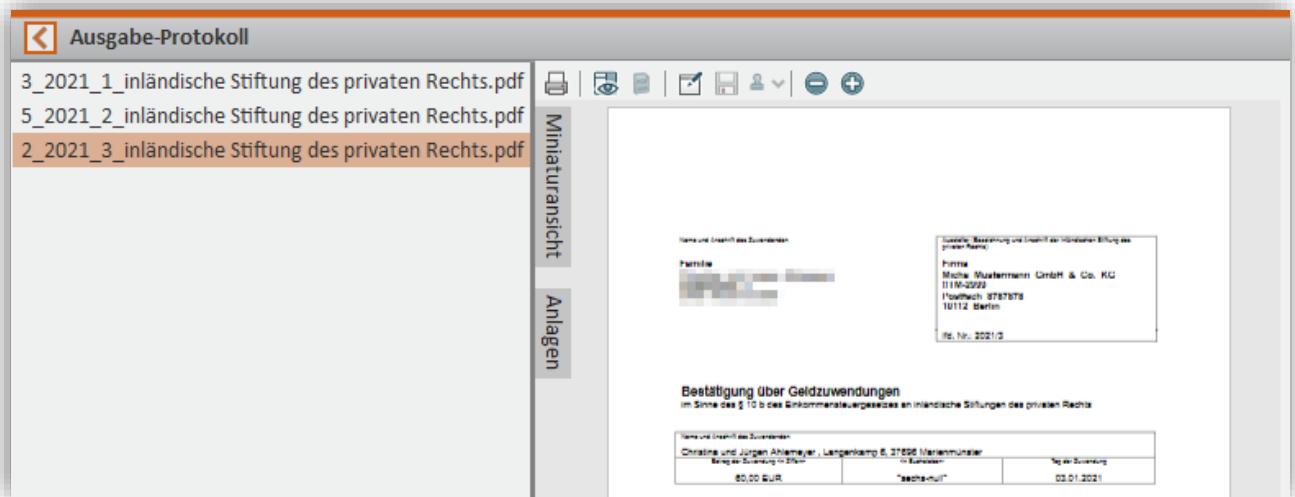 Ausgabe-Protokoll
3_2021_1_inländische Stiftung des privaten Rechts.pdf
5_2021_2_inländische Stiftung des privaten Rechts.pdf
2_2021_3_inländische Stiftung des privaten Rechts.pdf
Miniaturansicht
Anlagen
Name und Anschrift des Zuwendenden
Familie
Aussteller (Bezeichnung und Anschrift der inländischen Stiftung des
privaten Rechts)
Firma
Micha Mustermann GmbH & Co. KG
Postfach 8787878
10112 Berlin
lfd. Nr.: 2021/3
Bestätigung über Geldzuwendungen
im Sinne des § 10 b des Einkommensteuergesetzes an inländische Stiftungen des privaten Rechts
Name und Anschrift des Zuwendenden
Christina und Jürgen Ahlemeyer , Langenkamp 6, 37696 Marienmünster
Betrag der Zuwendung -in Ziffern- -in Buchstaben- Tag der Zuwendung
60,00 EUR "sechs-null" 03.01.2021